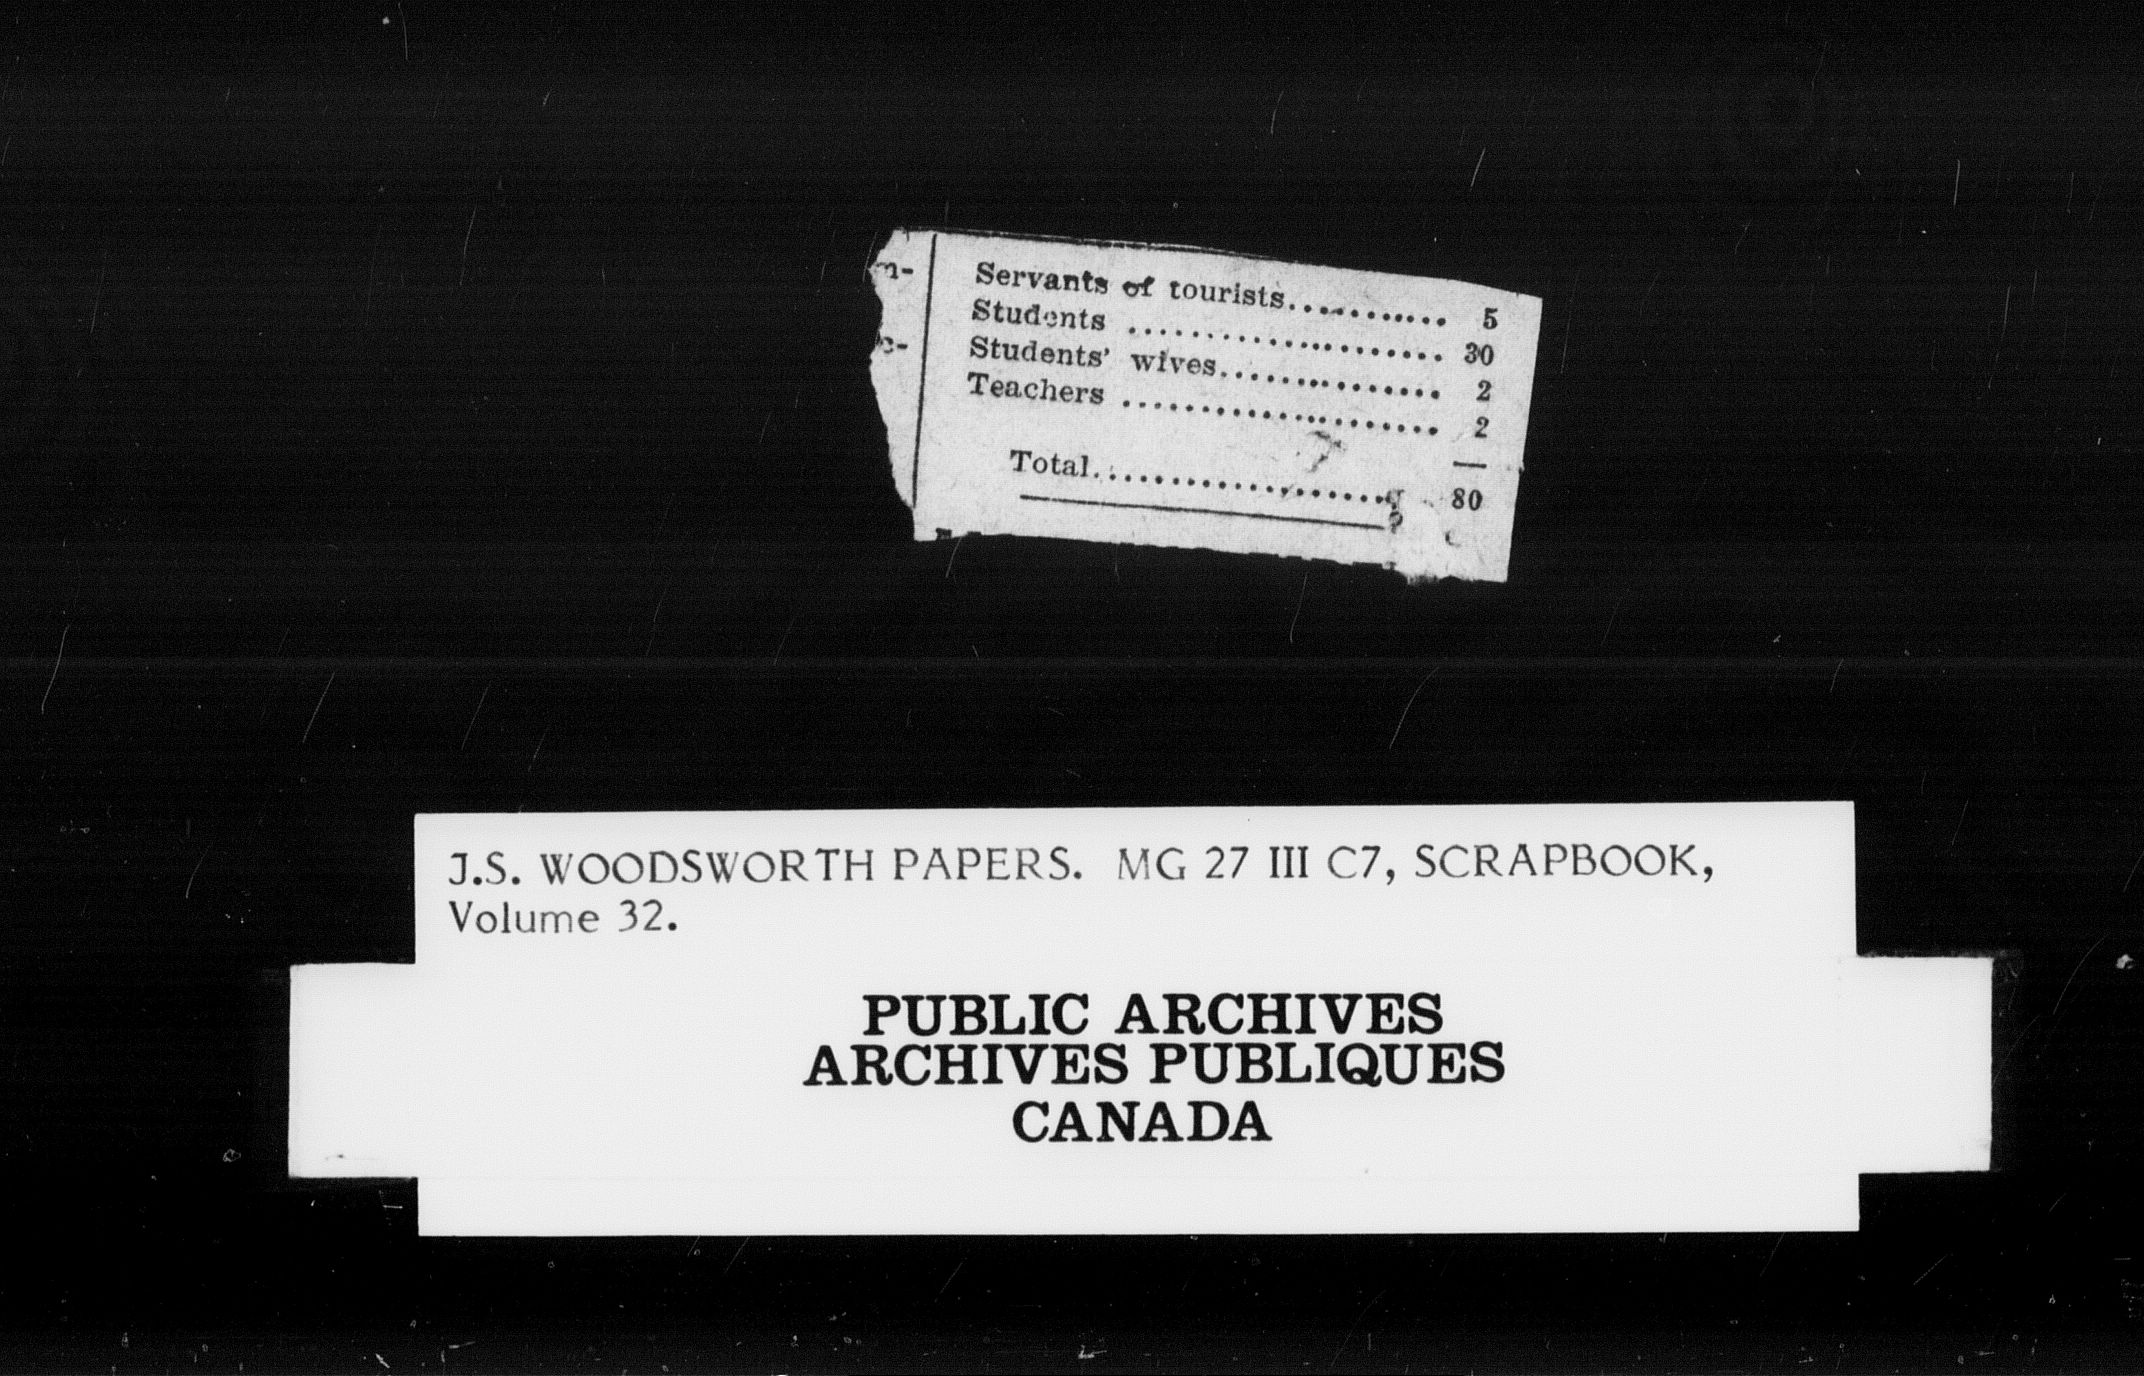 Servants of tourists............ 5
Students .................... 30
Students' wives.............. 2
Teachers .................... 2
—
Total................... 80
J.S. WOODSWORTH PAPERS. MG 27 III C7, SCRAPBOOK,
Volume 32.
PUBLIC ARCHIVES
ARCHIVES PUBLIQUES
CANADA